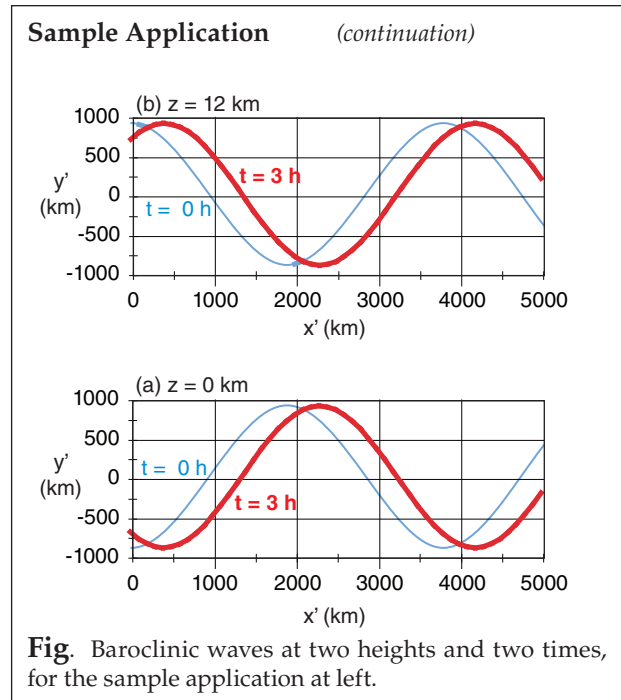 Sample Application (continuation)
(b) z = 12 km
1000
500
0
-500
-1000
y'
(km)
t = 3 h
t = 0 h
0 1000 2000 3000 4000 5000
x' (km)
(a) z = 0 km
1000
500
0
-500
-1000
y'
(km)
t = 0 h
t = 3 h
0 1000 2000 3000 4000 5000
x' (km)
Fig. Baroclinic waves at two heights and two times,
for the sample application at left.